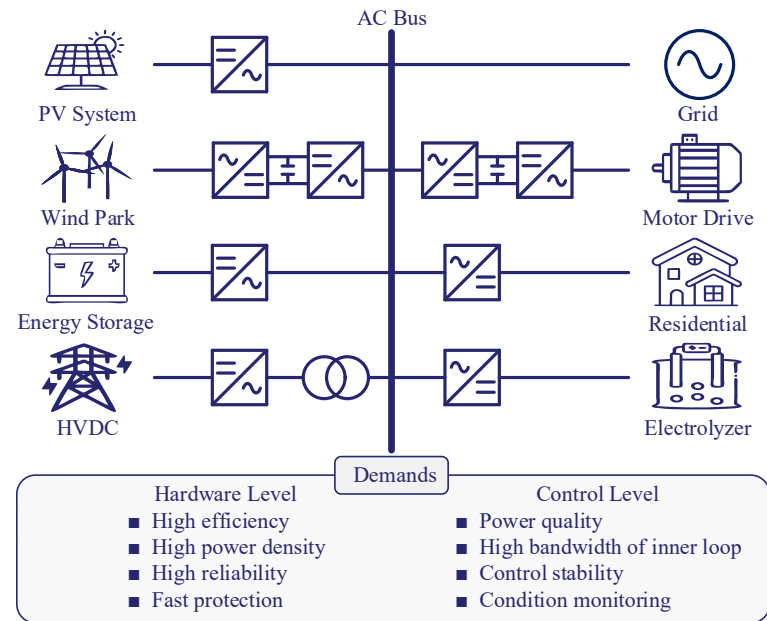 AC Bus
PV System
Grid
Wind Park
Motor Drive
Energy Storage
Residential
HVDC
Electrolyzer
Demands
Hardware Level
■ High efficiency
■ High power density
■ High reliability
■ Fast protection
Control Level
■ Power quality
■ High bandwidth of inner loop
■ Control stability
■ Condition monitoring